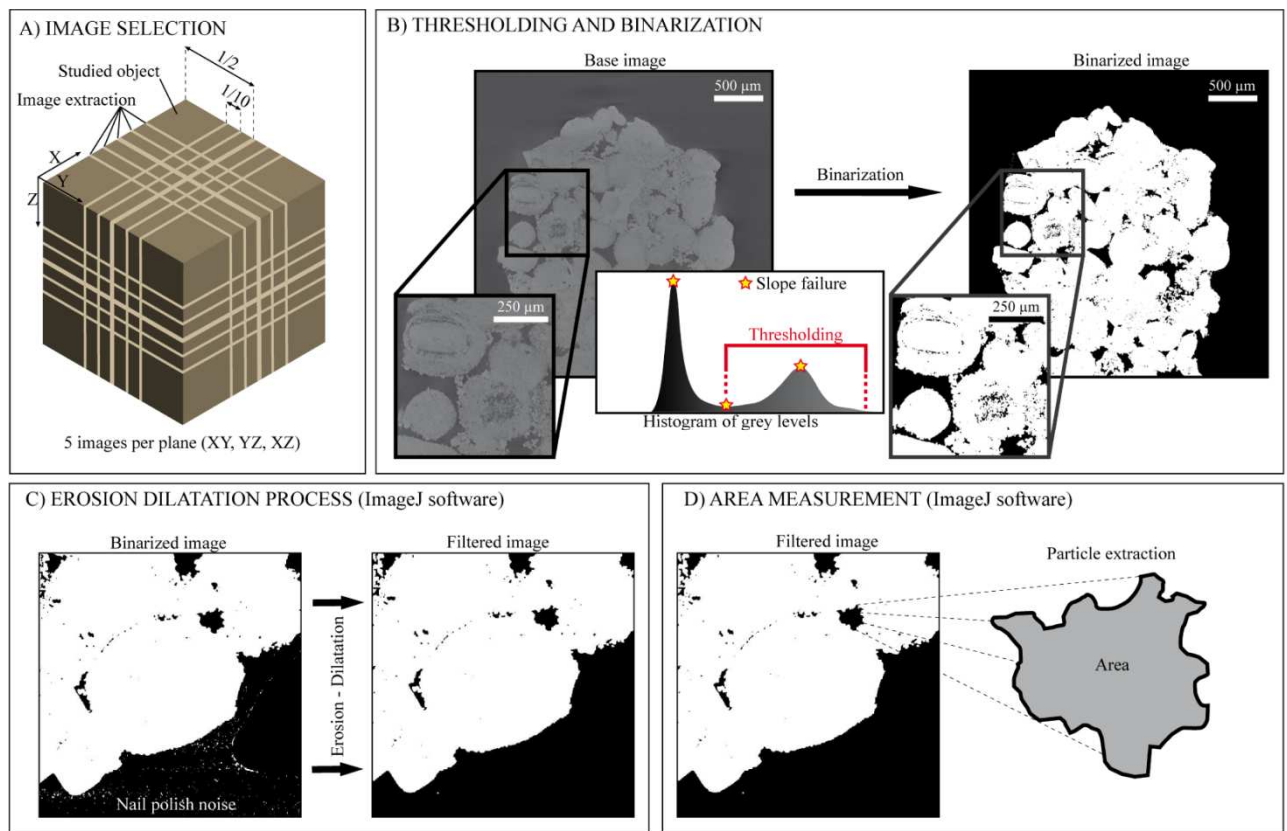 A) IMAGE SELECTION
1/2
Studied object
1/10
Image extraction
X
Y
Z
5 images per plane (XY, YZ, XZ)
B) THRESHOLDING AND BINARIZATION
Base image
Binarized image
500 µm
500 µm
Binarization
250 µm
Slope failure
Thresholding
Histogram of grey levels
250 µm
C) EROSION DILATATION PROCESS (ImageJ software)
Binarized image
Filtered image
Erosion - Dilatation
Nail polish noise
D) AREA MEASUREMENT (ImageJ software)
Filtered image
Particle extraction
Area